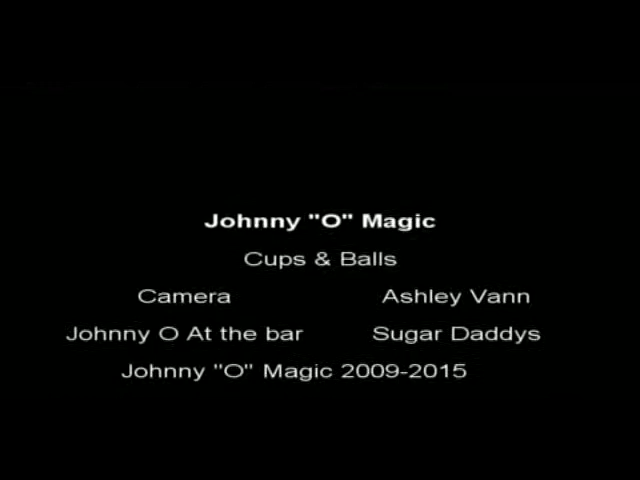 Johnny "O" Magic
Cups & Balls
Camera Ashley Vann
Johnny O At the bar Sugar Daddys
Johnny "O" Magic 2009-2015